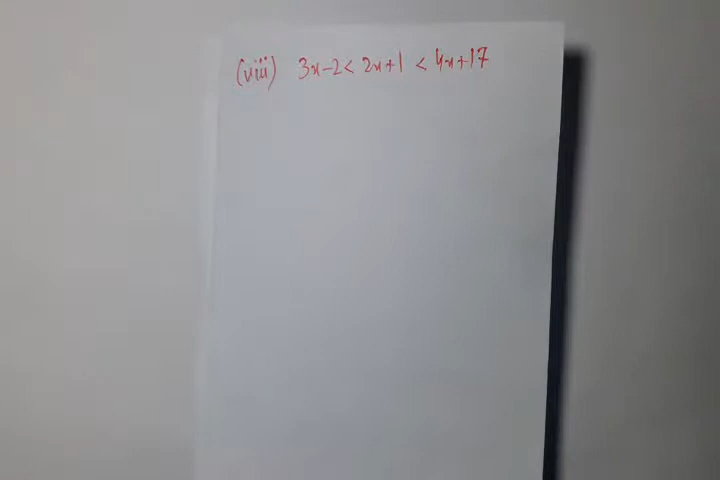 (viii) 3x-2 < 2x+1 < 4x+17